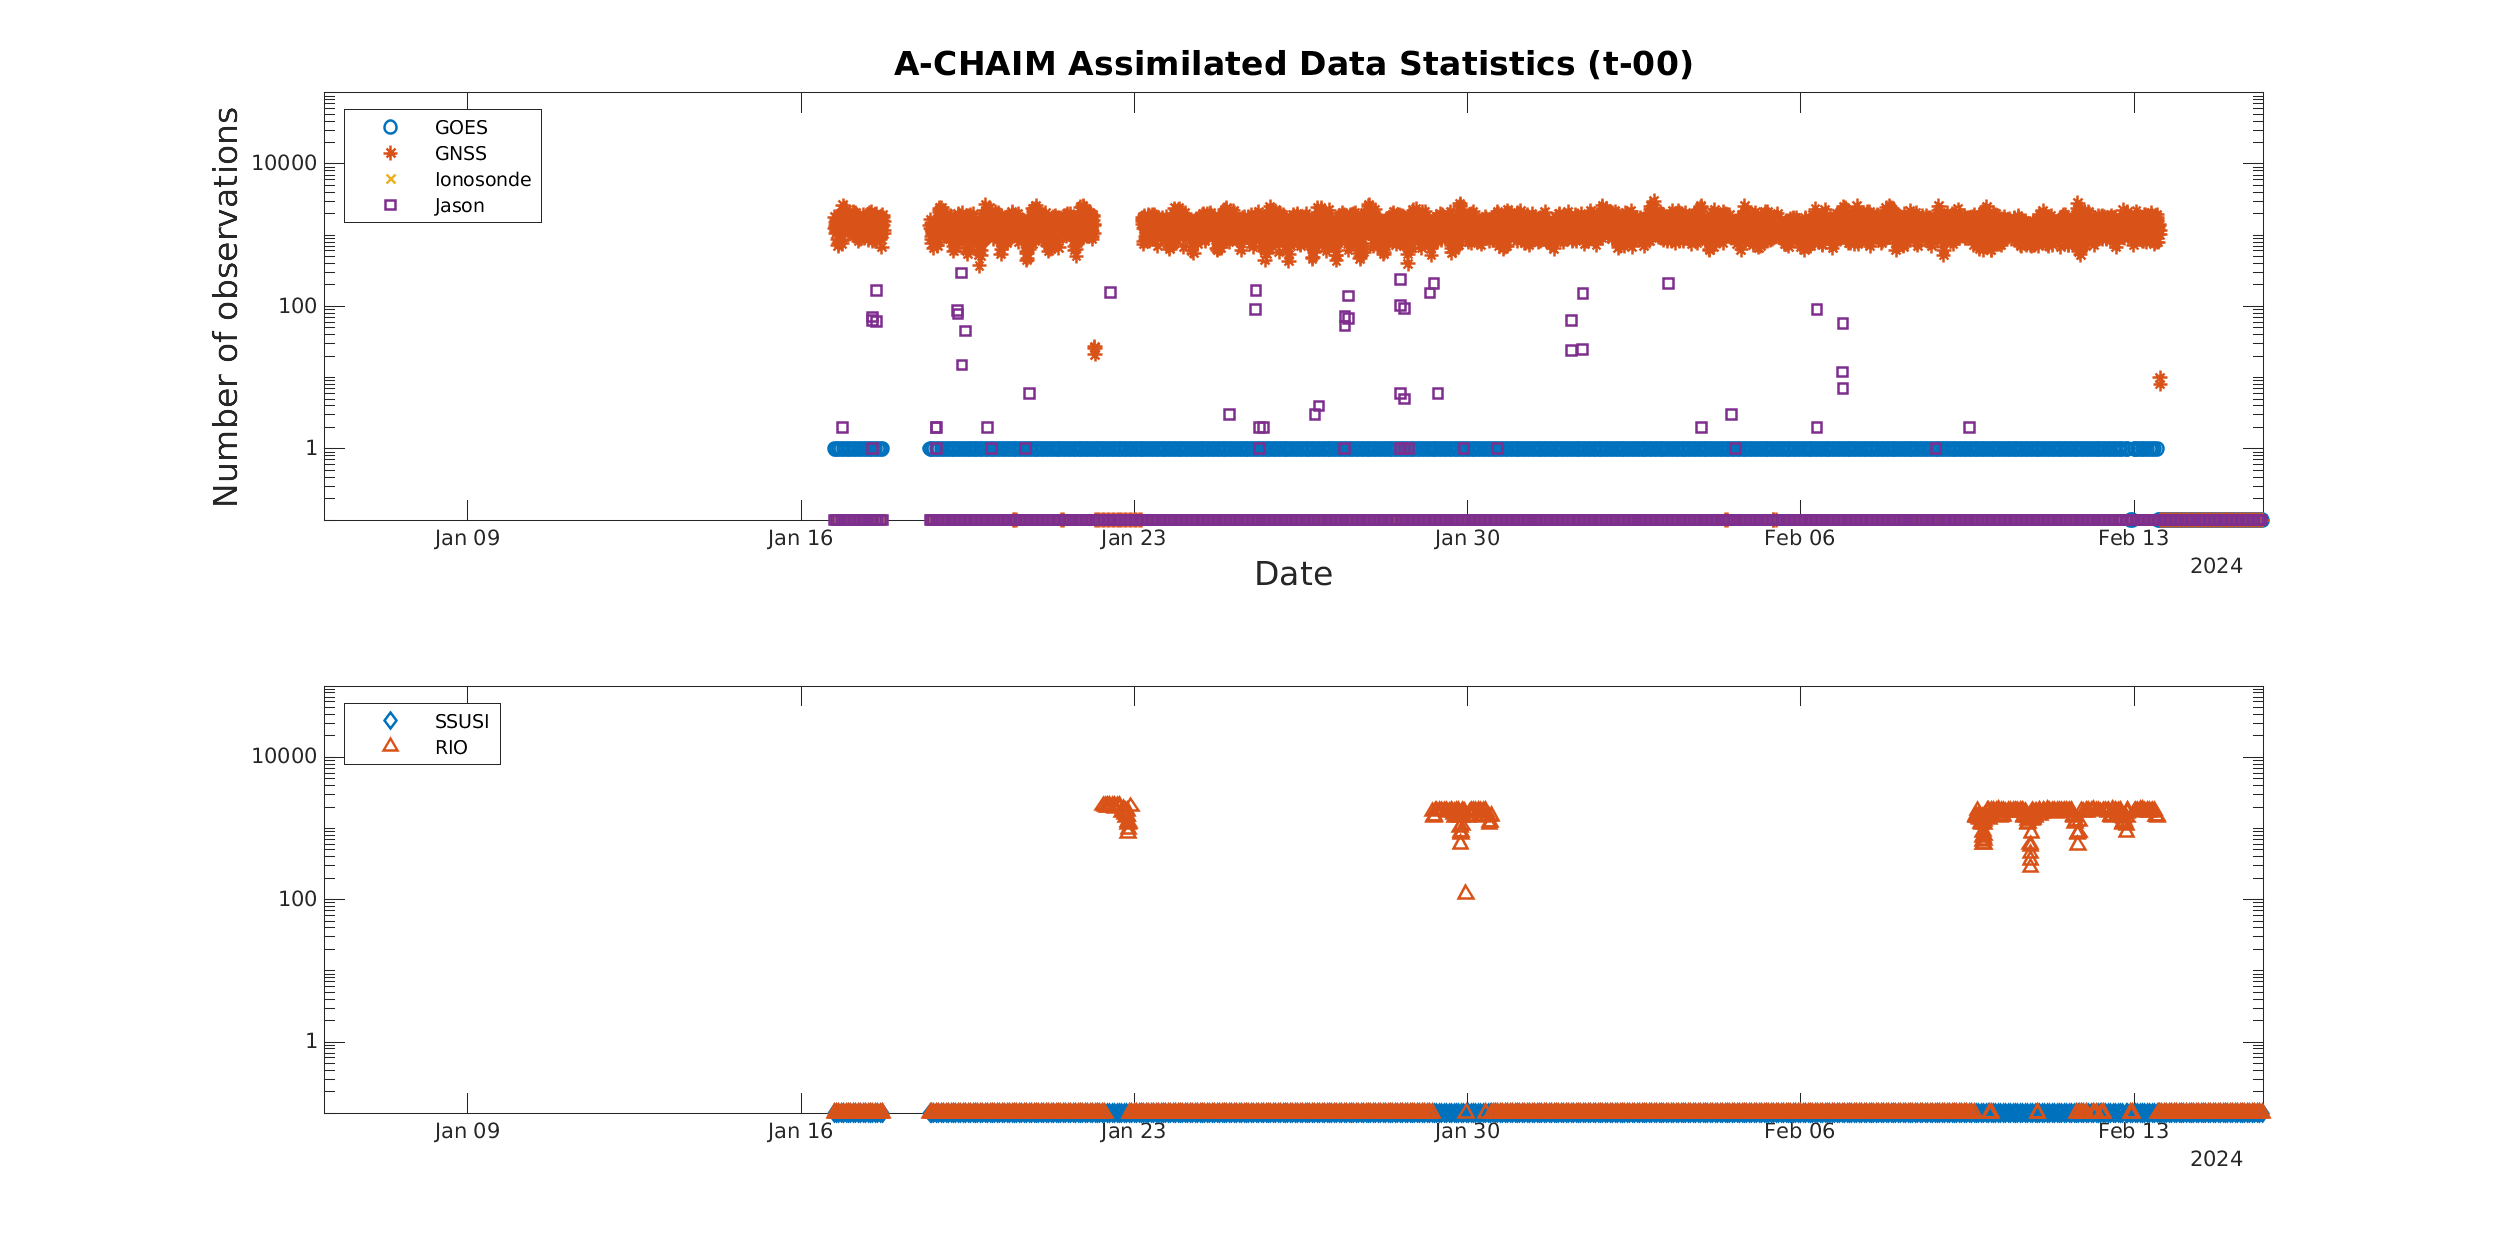 A-CHAIM Assimilated Data Statistics (t-00)
Number of observations
GOES
GNSS
Ionosonde
Jason
10000
100
1
Jan 09
Jan 16
Jan 23
Jan 30
Feb 06
Feb 13
2024
Date
SSUSI
RIO
10000
100
1
Jan 09
Jan 16
Jan 23
Jan 30
Feb 06
Feb 13
2024